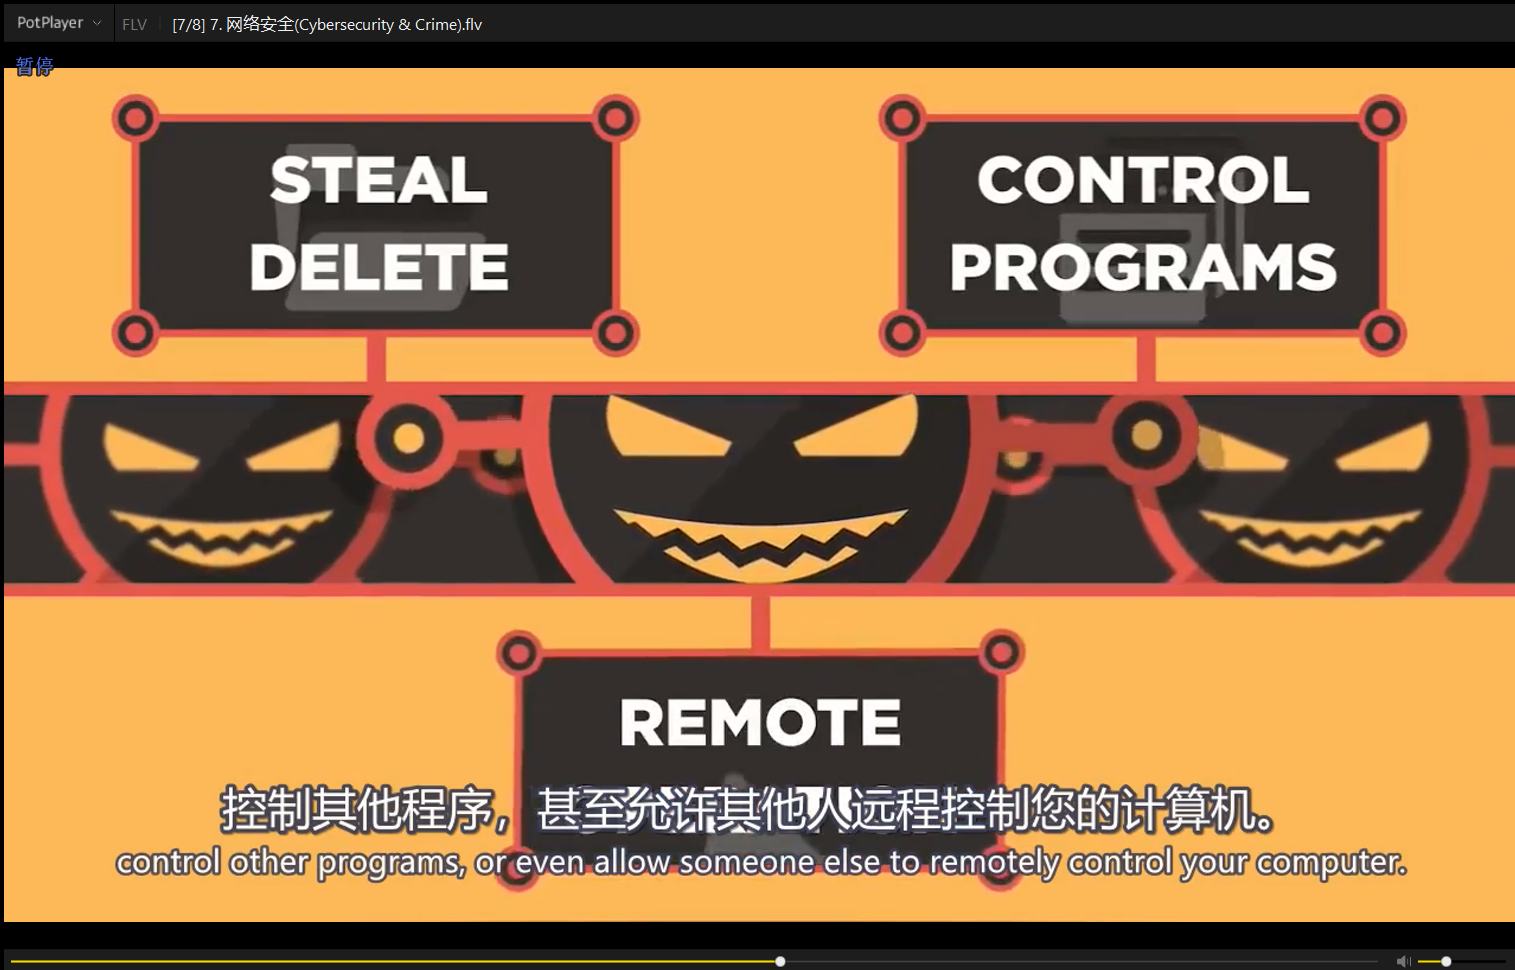 PotPlayer FLV [7/8] 7. 网络安全(Cybersecurity & Crime).flv
暂停
STEAL
DELETE
CONTROL
PROGRAMS
REMOTE
控制其他程序，甚至允许其他人远程控制您的计算机。
control other programs, or even allow someone else to remotely control your computer.